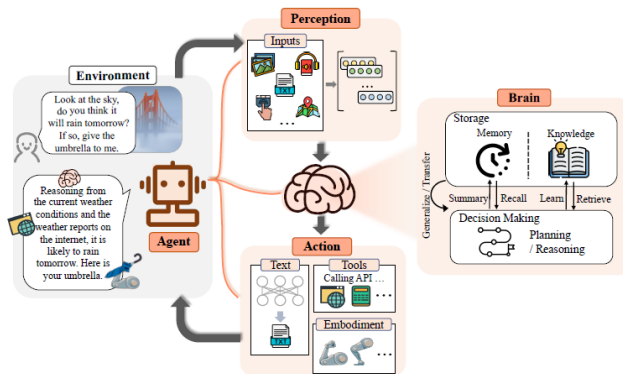 Perception
Inputs
TXT
...
...
Environment
Look at the sky,
do you think it
will rain tomorrow?
If so, give the
umbrella to me.
Reasoning from
the current weather
conditions and the
weather reports on
the internet, it is
likely to rain
tomorrow. Here is
your umbrella.
Agent
Action
Text
TXT
Tools
Calling API ...
...
Embodiment
...
Brain
Storage
Memory
Knowledge
Generalize / Transfer
Summary
Recall
Learn
Retrieve
Decision Making
Planning
/ Reasoning